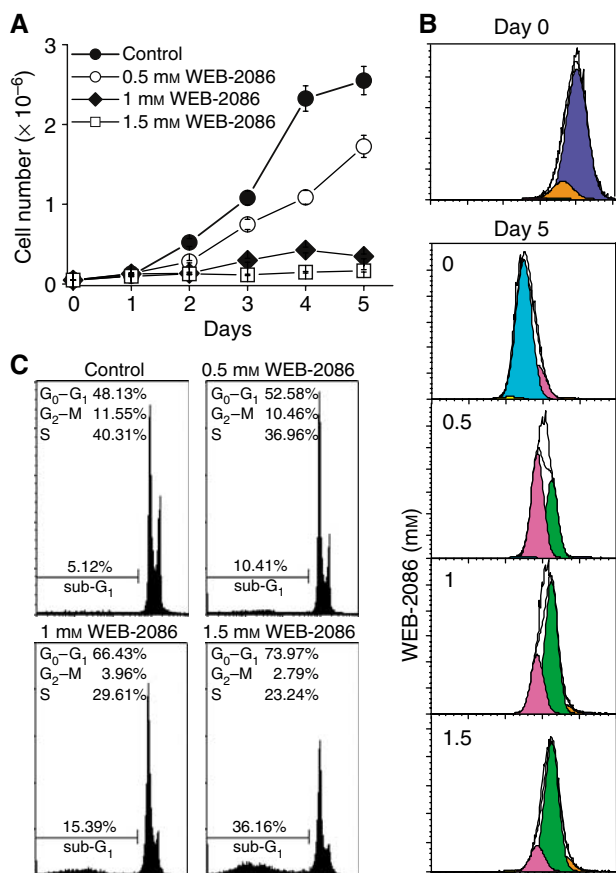 A
Control
0.5 mM WEB-2086
1 mM WEB-2086
1.5 mM WEB-2086
Cell number (× 10⁻⁶)
3
2
1
0
0 1 2 3 4 5
Days
B
Day 0
Day 5
0
0.5
1
1.5
WEB-2086 (mM)
C
Control
G₀–G₁ 48.13%
G₂–M 11.55%
S 40.31%
5.12%
sub-G₁
0.5 mM WEB-2086
G₀–G₁ 52.58%
G₂–M 10.46%
S 36.96%
10.41%
sub-G₁
1 mM WEB-2086
G₀–G₁ 66.43%
G₂–M 3.96%
S 29.61%
15.39%
sub-G₁
1.5 mM WEB-2086
G₀–G₁ 73.97%
G₂–M 2.79%
S 23.24%
36.16%
sub-G₁